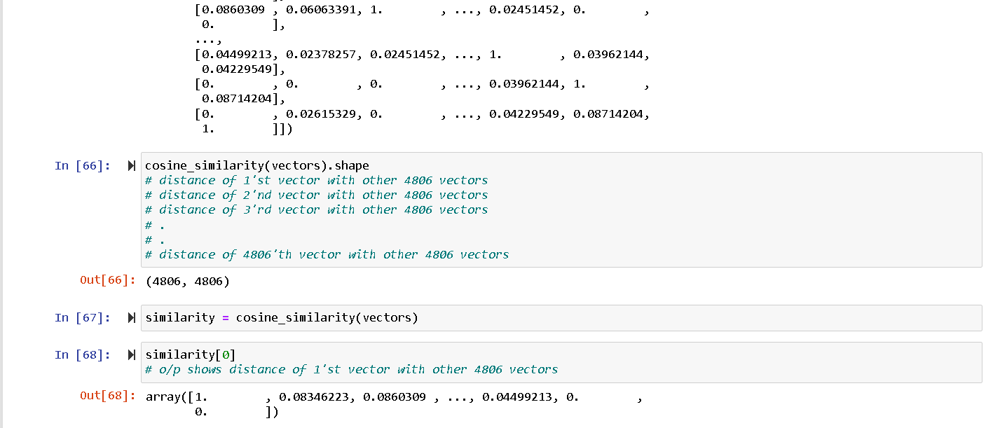 [0.0860309 , 0.06063391, 1.        , ..., 0.02451452, 0.        ,
 0.        ],
...,
[0.04499213, 0.02378257, 0.02451452, ..., 1.        , 0.03962144,
 0.04229549],
[0.        , 0.        , 0.        , ..., 0.03962144, 1.        ,
 0.08714204],
[0.        , 0.02615329, 0.        , ..., 0.04229549, 0.08714204,
 1.        ]])
In [66]: cosine_similarity(vectors).shape
# distance of 1'st vector with other 4806 vectors
# distance of 2'nd vector with other 4806 vectors
# distance of 3'rd vector with other 4806 vectors
# .
# .
# distance of 4806'th vector with other 4806 vectors
Out[66]: (4806, 4806)
In [67]: similarity = cosine_similarity(vectors)
In [68]: similarity[0]
# o/p shows distance of 1'st vector with other 4806 vectors
Out[68]: array([1.        , 0.08346223, 0.0860309 , ..., 0.04499213, 0.        ,
 0.        ])